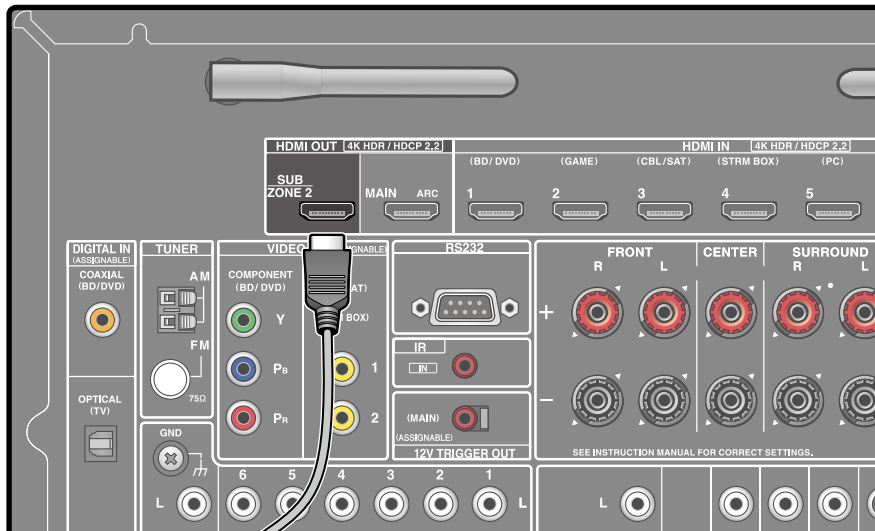 HDMI OUT 4K HDR / HDCP 2.2
HDMI IN 4K HDR / HDCP 2.2
(BD/ DVD) (GAME) (CBL/SAT) (STRM BOX) (PC)
SUB
ZONE 2
MAIN ARC
1 2 3 4 5
DIGITAL IN
(ASSIGNABLE)
COAXIAL
(BD/DVD)
OPTICAL
(TV)
TUNER
AM
FM
75Ω
GND
COMPONENT
(BD/ DVD)
Y
PB
PR
BOX)
1
2
RS232
IR
IN
(MAIN)
(ASSIGNABLE)
12V TRIGGER OUT
FRONT CENTER SURROUND
R L R L
+
−
SEE INSTRUCTION MANUAL FOR CORRECT SETTINGS.
6 5 4 3 2 1
L L L